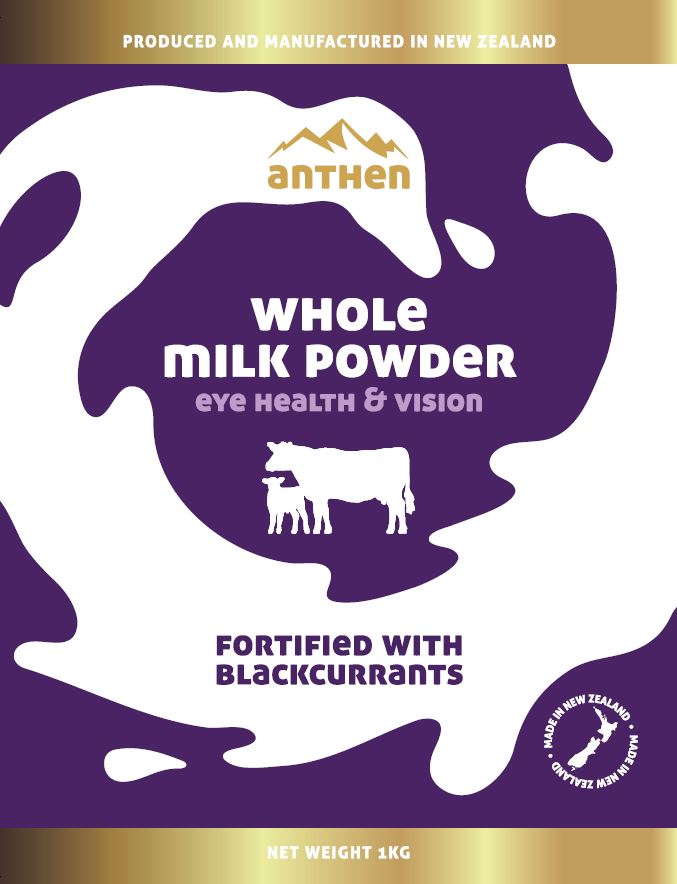 PRODUCED AND MANUFACTURED IN NEW ZEALAND
anTHen
WHOLe
mILK POWDeR
eYe HeaLTH & VISIOn
FORTIFIeD WITH
BLaCKCURRanTS
MADE IN NEW ZEALAND • MADE IN NEW ZEALAND •
NET WEIGHT 1KG